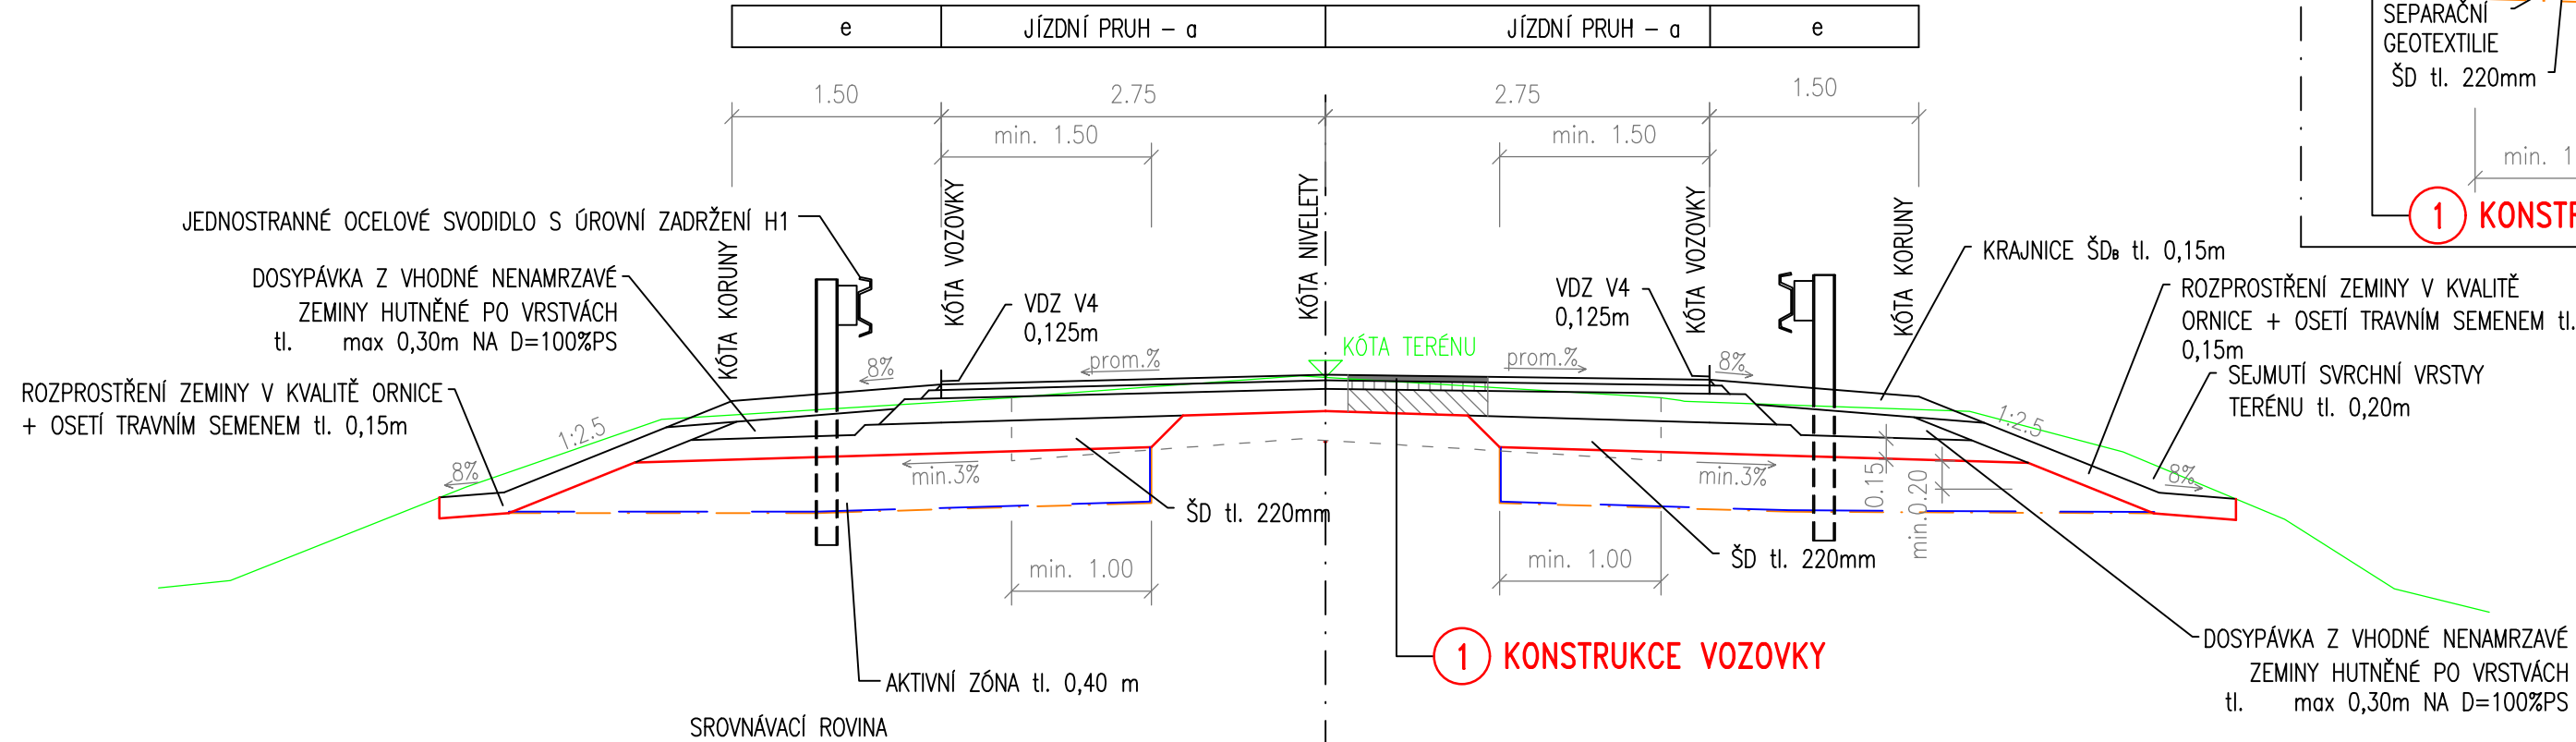 e
JÍZDNÍ PRUH – a
JÍZDNÍ PRUH – a
e
SEPARAČNÍ
GEOTEXTILIE
ŠD tl. 220mm
1.50
2.75
2.75
1.50
min. 1.50
min. 1.50
min. 1
1
KONSTR
JEDNOSTRANNÉ OCELOVÉ SVODIDLO S ÚROVNÍ ZADRŽENÍ H1
KÓTA KORUNY
KÓTA VOZOVKY
KÓTA NIVELETY
KÓTA VOZOVKY
KÓTA KORUNY
KRAJNICE ŠDB tl. 0,15m
DOSYPÁVKA Z VHODNÉ NENAMRZAVÉ
ZEMINY HUTNĚNÉ PO VRSTVÁCH
tl. max 0,30m NA D=100%PS
VDZ V4
0,125m
VDZ V4
0,125m
ROZPROSTŘENÍ ZEMINY V KVALITĚ
ORNICE + OSETÍ TRAVNÍM SEMENEM tl.
0,15m
KÓTA TERÉNU
8%
prom.%
prom.%
8%
SEJMUTÍ SVRCHNÍ VRSTVY
TERÉNU tl. 0,20m
ROZPROSTŘENÍ ZEMINY V KVALITĚ ORNICE
+ OSETÍ TRAVNÍM SEMENEM tl. 0,15m
1:2.5
1:2.5
8%
min.3%
min.3%
0.15
min.0.20
8%
ŠD tl. 220mm
ŠD tl. 220mm
min. 1.00
min. 1.00
1
KONSTRUKCE VOZOVKY
AKTIVNÍ ZÓNA tl. 0,40 m
DOSYPÁVKA Z VHODNÉ NENAMRZAVÉ
ZEMINY HUTNĚNÉ PO VRSTVÁCH
tl. max 0,30m NA D=100%PS
SROVNÁVACÍ ROVINA